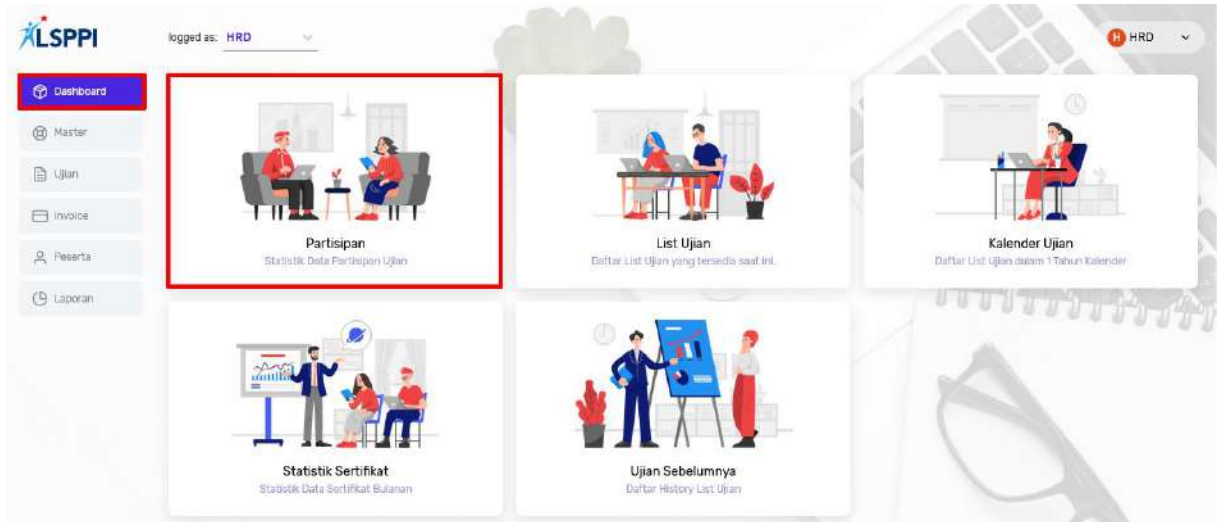 LSPPI
logged as: HRD
H HRD
Dashboard
Master
Ujian
Invoice
Peserta
Laporan
Partisipan
Statistik Data Partisipan Ujian
List Ujian
Daftar List Ujian yang tersedia saat ini.
Kalender Ujian
Daftar List Ujian dalam 1 Tahun Kalender
Statistik Sertifikat
Statistik Data Sertifikat Bulanan
Ujian Sebelumnya
Daftar History List Ujian